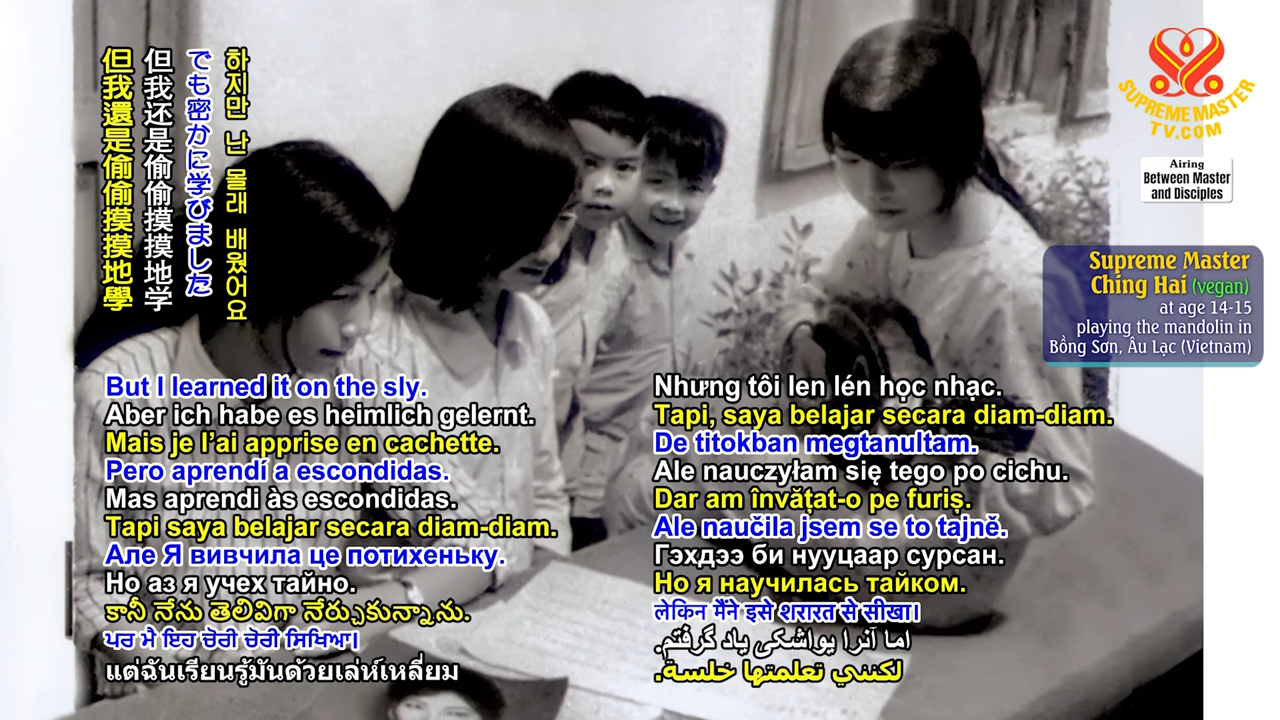 但我還是偷偷摸摸地學
但我还是偷偷摸摸地学
でも密かに学びました
하지만 난 몰래 배웠어요
But I learned it on the sly.
Aber ich habe es heimlich gelernt.
Mais je l'ai apprise en cachette.
Pero aprendí a escondidas.
Mas aprendi às escondidas.
Tapi saya belajar secara diam-diam.
Але Я вивчила це потихеньку.
Но аз я учех тайно.
కానీ నేను తెలివిగా నేర్చుకున్నాను.
ਪਰ ਮੈ ਇਹ ਚੋਰੀ ਚੋਰੀ ਸਿਖਿਆ।
แต่ฉันเรียนรู้มันด้วยเล่ห์เหลี่ยม
Nhưng tôi len lén học nhạc.
Tapi, saya belajar secara diam-diam.
De titokban megtanultam.
Ale nauczyłam się tego po cichu.
Dar am învățat-o pe furiș.
Ale naučila jsem se to tajně.
Гэхдээ би нууцаар сурсан.
Но я научилась тайком.
लेकिन मैंने इसे शरारत से सीखा।
اما آنرا یواشکی یاد گرفتم.
لكنني تعلمتها خلسة.
SUPREME MASTER
TV.COM
Airing
Between Master
and Disciples
Supreme Master
Ching Hai (vegan)
at age 14-15
playing the mandolin in
Bồng Sơn, Âu Lạc (Vietnam)